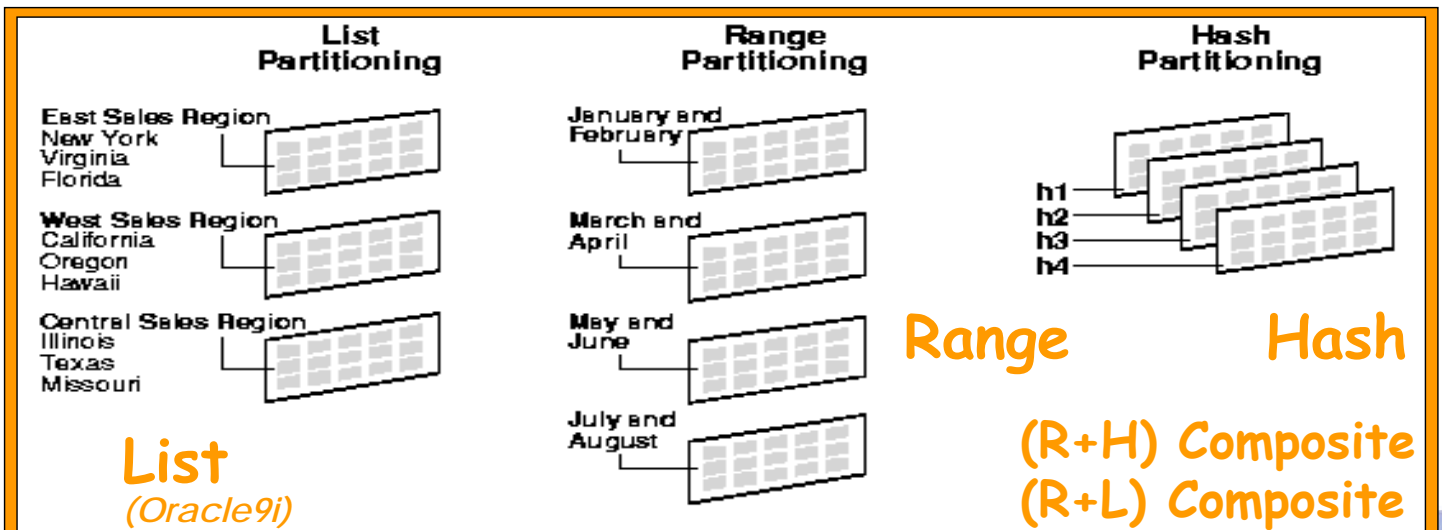 List
Partitioning
East Sales Region
New York
Virginia
Florida
West Sales Region
California
Oregon
Hawaii
Central Sales Region
Illinois
Texas
Missouri
List
(Oracle9i)
Range
Partitioning
January and
February
March and
April
May and
June
July and
August
Range
Hash
Partitioning
h1
h2
h3
h4
Hash
(R+H) Composite
(R+L) Composite